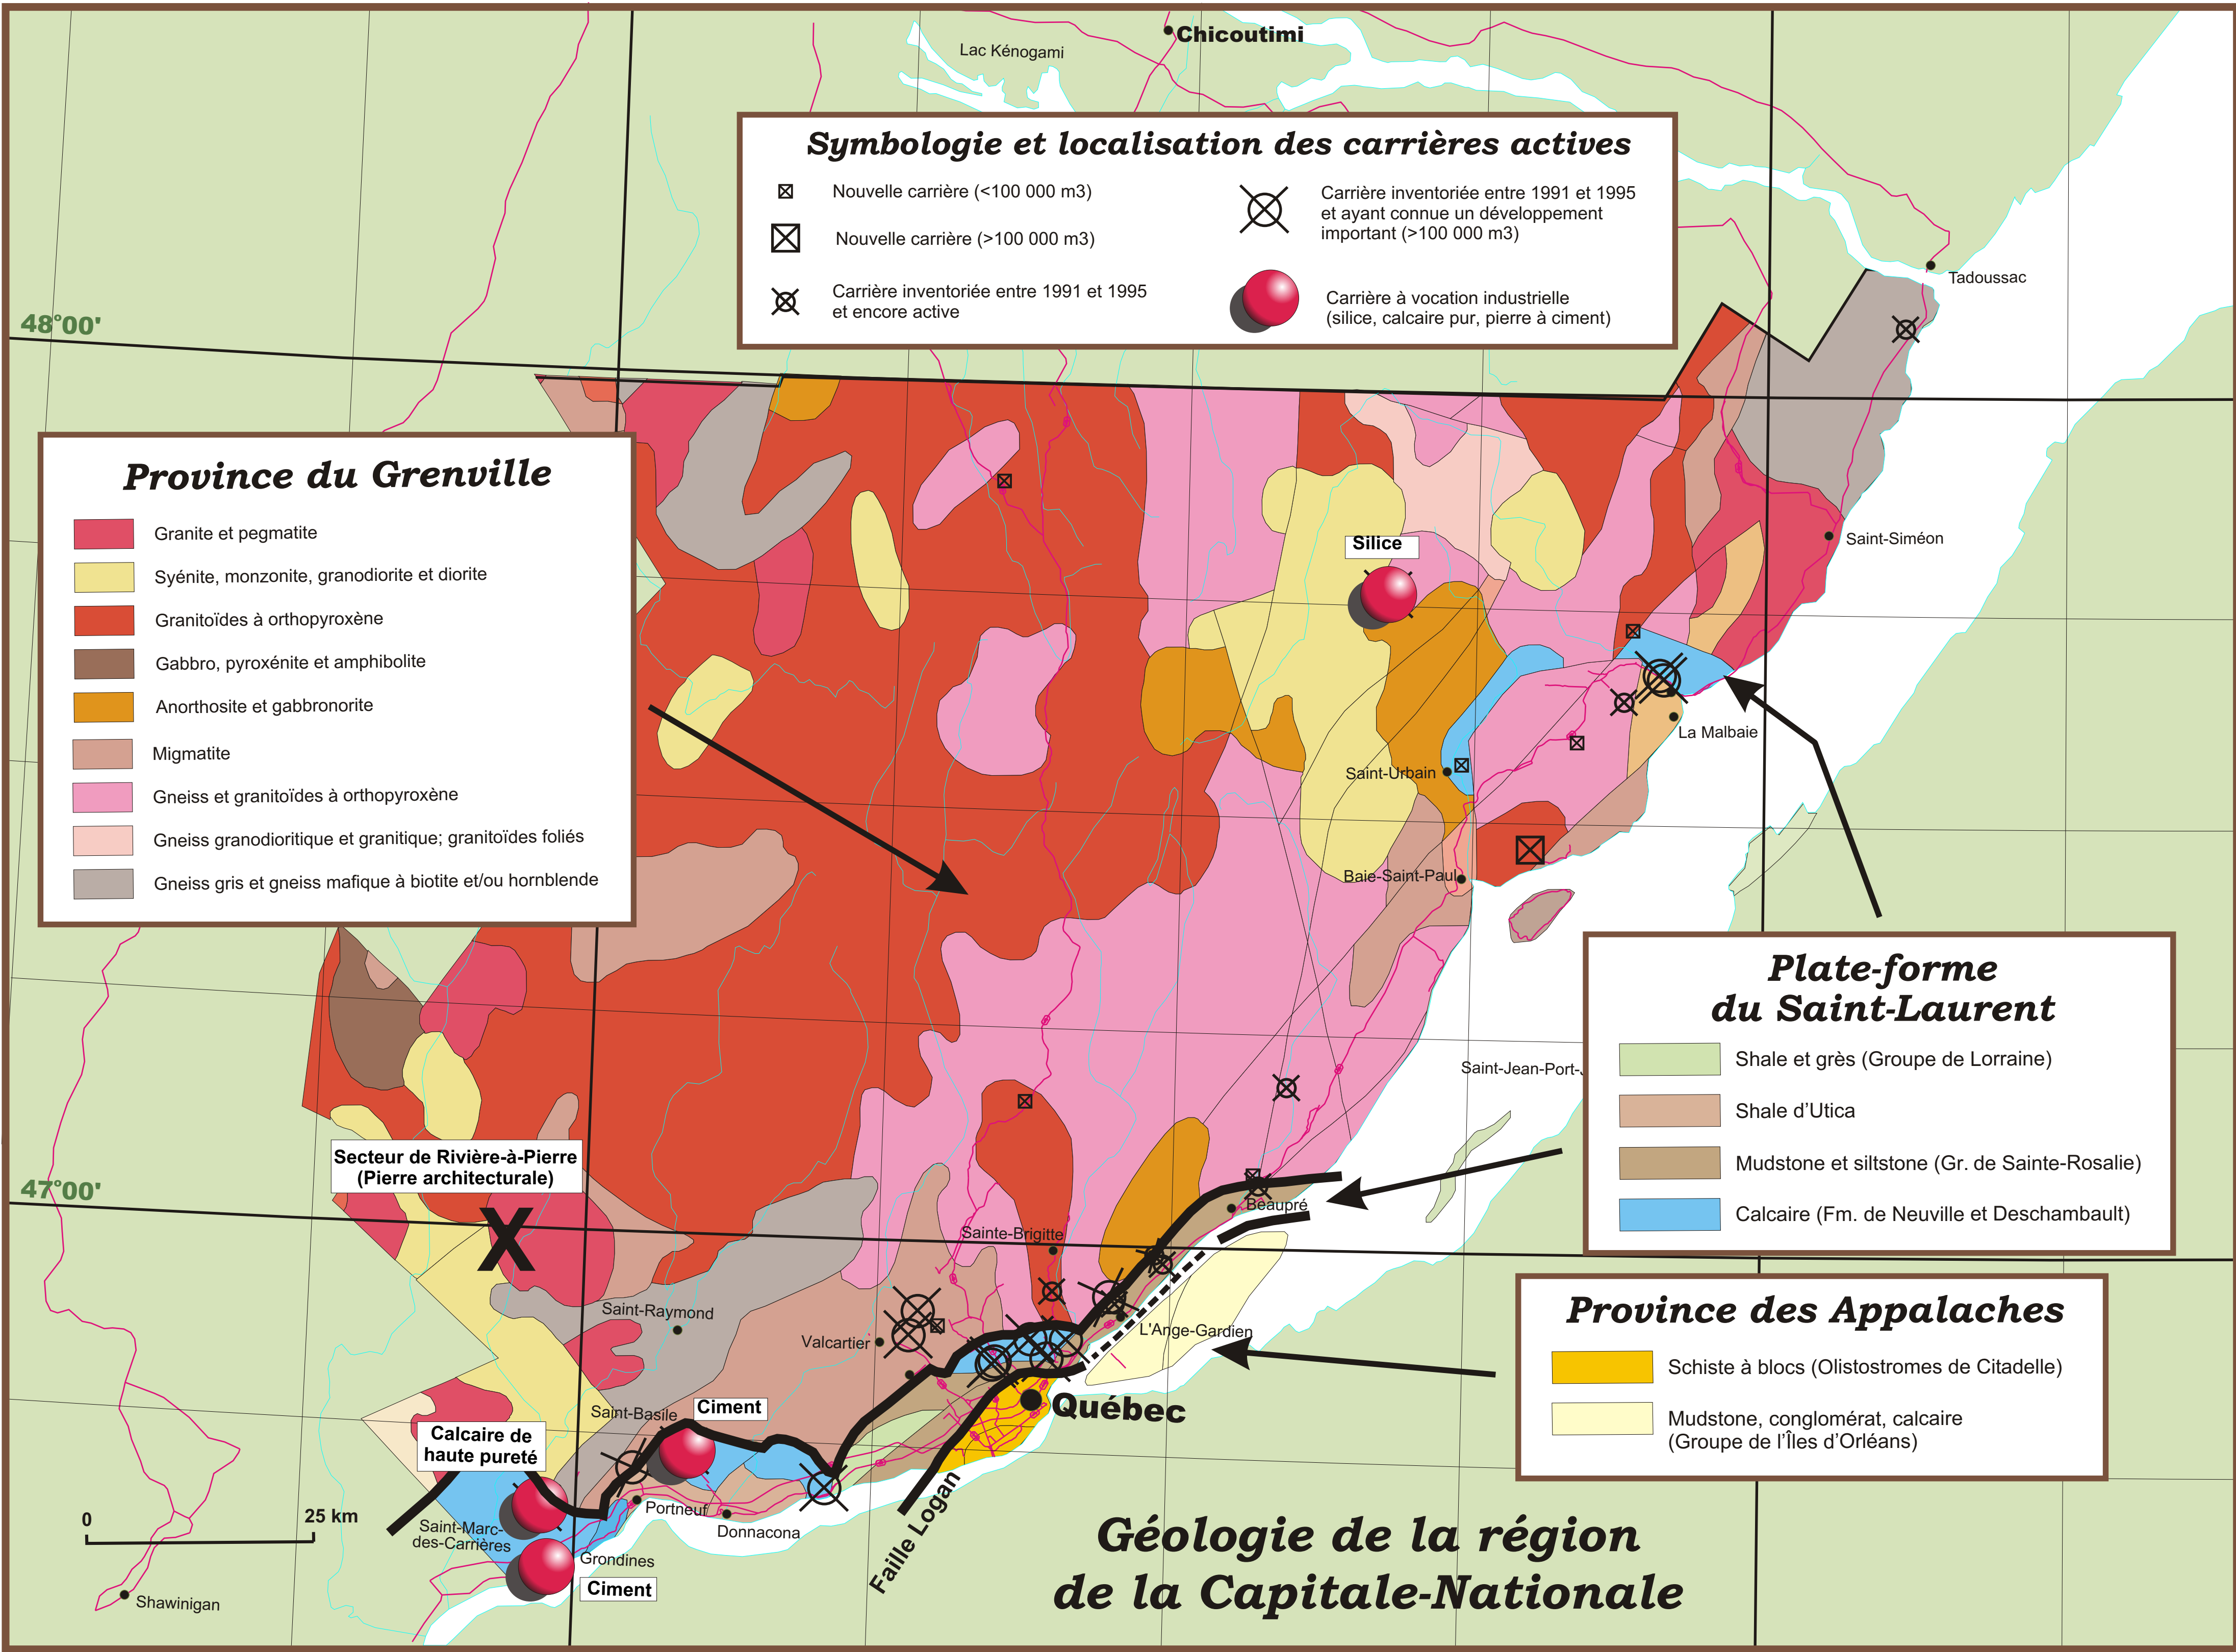 Chicoutimi
Lac Kénogami
Symbologie et localisation des carrières actives
Nouvelle carrière (<100 000 m3)
Nouvelle carrière (>100 000 m3)
Carrière inventoriée entre 1991 et 1995
et encore active
Carrière inventoriée entre 1991 et 1995
et ayant connue un développement
important (>100 000 m3)
Carrière à vocation industrielle
(silice, calcaire pur, pierre à ciment)
Tadoussac
48°00'
Province du Grenville
Granite et pegmatite
Syénite, monzonite, granodiorite et diorite
Granitoïdes à orthopyroxène
Gabbro, pyroxénite et amphibolite
Anorthosite et gabbronorite
Migmatite
Gneiss et granitoïdes à orthopyroxène
Gneiss granodioritique et granitique; granitoïdes foliés
Gneiss gris et gneiss mafique à biotite et/ou hornblende
Silice
Saint-Siméon
La Malbaie
Saint-Urbain
Baie-Saint-Paul
Saint-Jean-Port-J
Plate-forme
du Saint-Laurent
Shale et grès (Groupe de Lorraine)
Shale d'Utica
Mudstone et siltstone (Gr. de Sainte-Rosalie)
Calcaire (Fm. de Neuville et Deschambault)
Secteur de Rivière-à-Pierre
(Pierre architecturale)
47°00'
X
Beaupré
Sainte-Brigitte
Saint-Raymond
Valcartier
L'Ange-Gardien
Province des Appalaches
Schiste à blocs (Olistostromes de Citadelle)
Mudstone, conglomérat, calcaire
(Groupe de l'Îles d'Orléans)
Québec
Saint-Basile
Ciment
Calcaire de
haute pureté
Portneuf
Donnacona
Faille Logan
Saint-Marc-
des-Carrières
Grondines
Ciment
0
25 km
Shawinigan
Géologie de la région
de la Capitale-Nationale